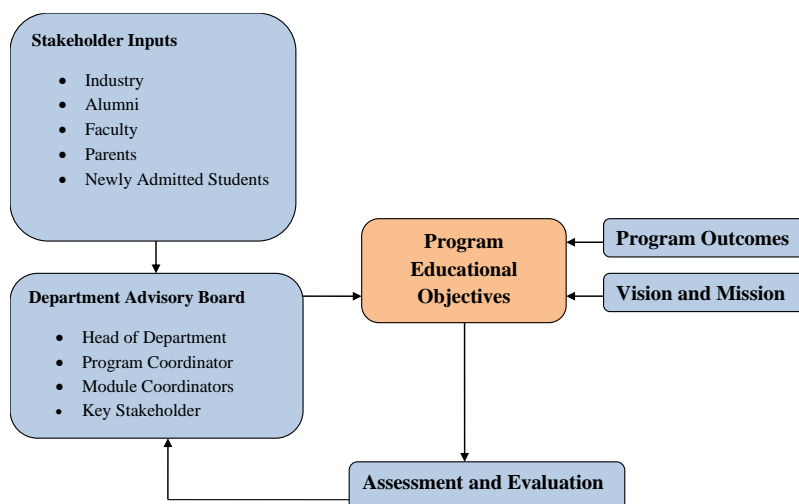 Stakeholder Inputs
• Industry
• Alumni
• Faculty
• Parents
• Newly Admitted Students
Department Advisory Board
• Head of Department
• Program Coordinator
• Module Coordinators
• Key Stakeholder
Program
Educational
Objectives
Program Outcomes
Vision and Mission
Assessment and Evaluation